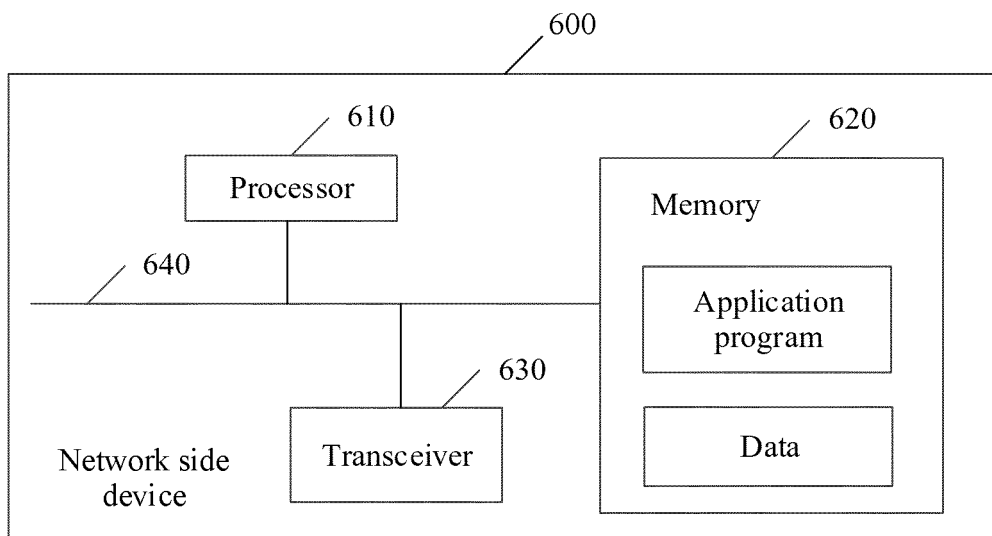 600
610
620
Processor
Memory
640
Application
program
630
Transceiver
Data
Network side
device